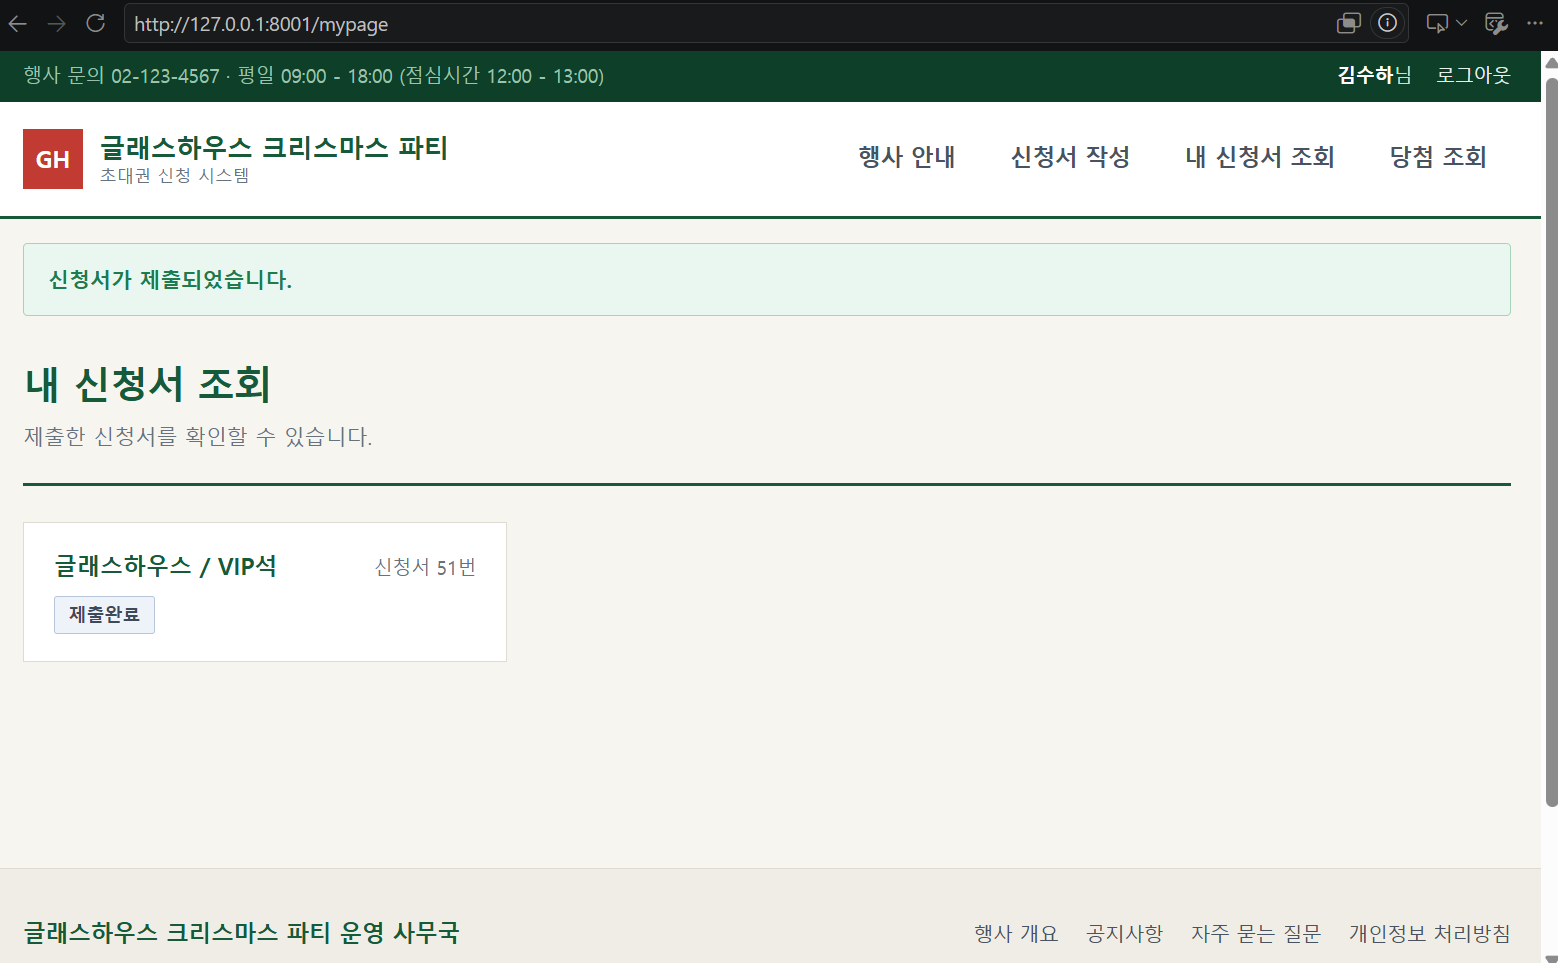 http://127.0.0.1:8001/mypage
행사 문의 02-123-4567 · 평일 09:00 - 18:00 (점심시간 12:00 - 13:00)
김수하님 로그아웃
GH
글래스하우스 크리스마스 파티
초대권 신청 시스템
행사 안내 신청서 작성 내 신청서 조회 당첨 조회
신청서가 제출되었습니다.
내 신청서 조회
제출한 신청서를 확인할 수 있습니다.
글래스하우스 / VIP석 신청서 51번
제출완료
글래스하우스 크리스마스 파티 운영 사무국
행사 개요 공지사항 자주 묻는 질문 개인정보 처리방침